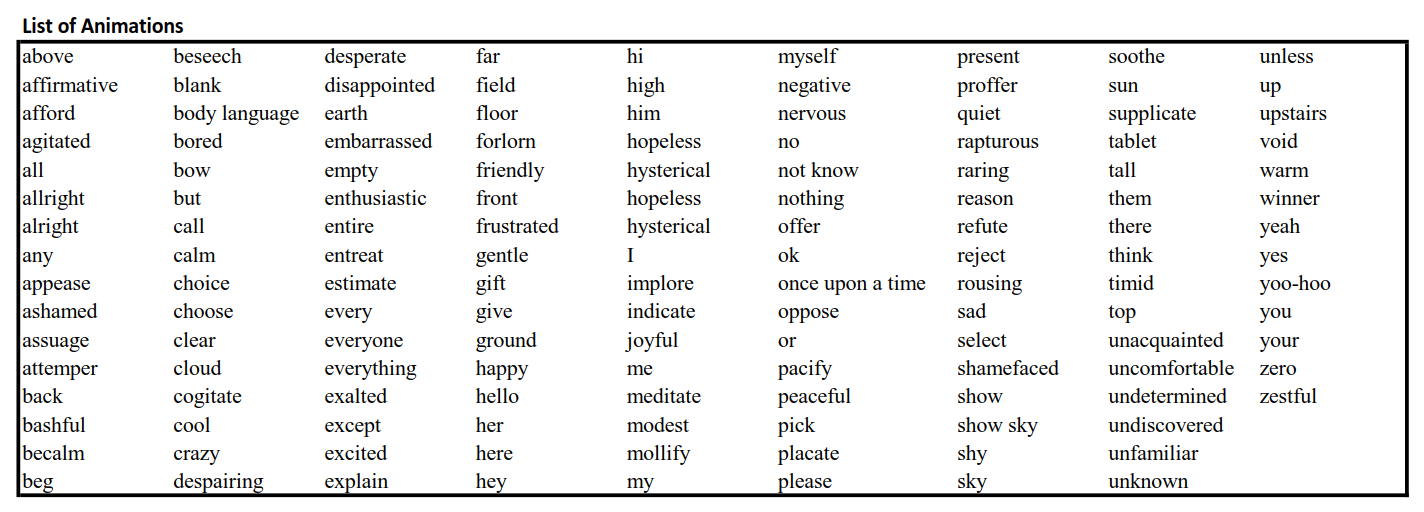 List of Animations
above beseech desperate far hi myself present soothe unless
affirmative blank disappointed field high negative proffer sun up
afford body language earth floor him nervous quiet supplicate upstairs
agitated bored embarrassed forlorn hopeless no rapturous tablet void
all bow empty friendly hysterical not know raring tall warm
allright but enthusiastic front hopeless nothing reason them winner
alright call entire frustrated hysterical offer refute there yeah
any calm entreat gentle I ok reject think yes
appease choice estimate gift implore once upon a time rousing timid yoo-hoo
ashamed choose every give indicate oppose sad top you
assuage clear everyone ground joyful or select unacquainted your
attemper cloud everything happy me pacify shamefaced uncomfortable zero
back cogitate exalted hello meditate peaceful show undetermined zestful
bashful cool except her modest pick show sky undiscovered
becalm crazy excited here mollify placate shy unfamiliar
beg despairing explain hey my please sky unknown